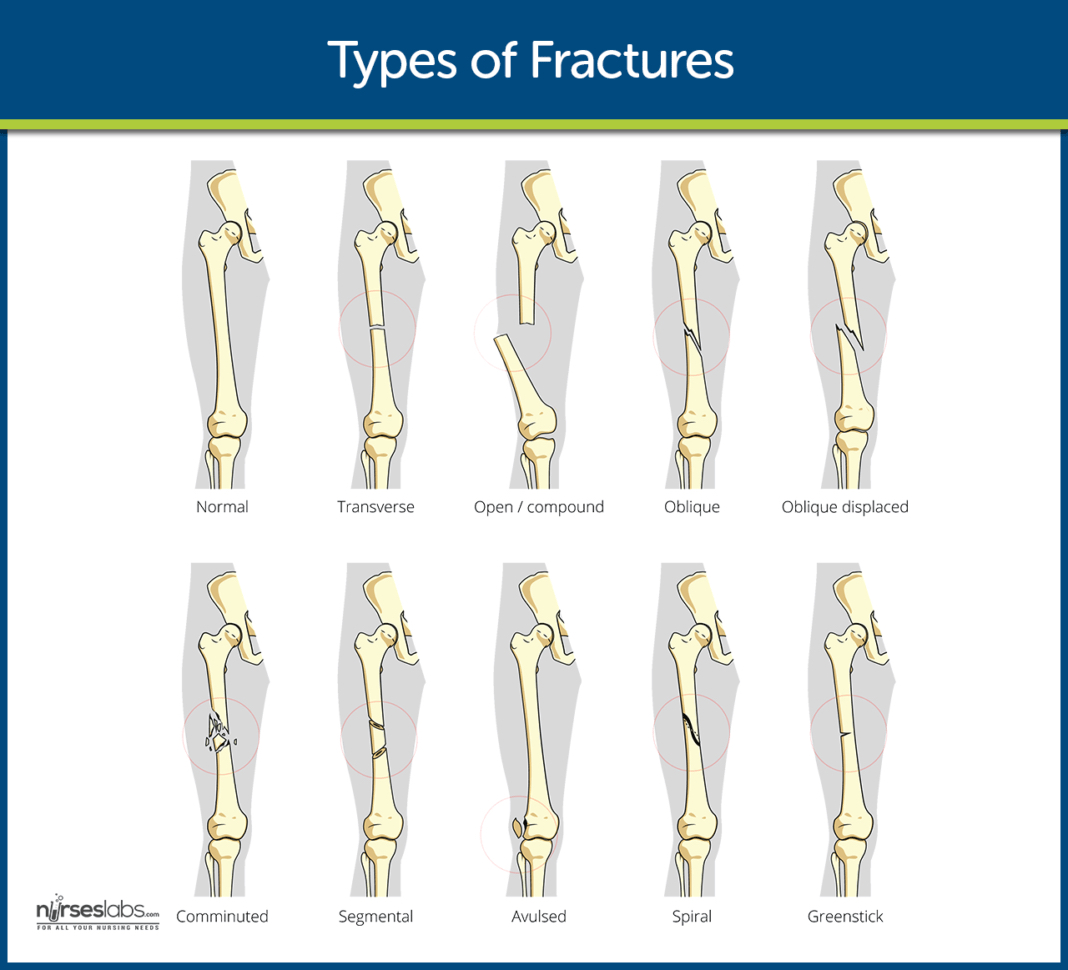 Types of Fractures
Normal
Transverse
Open / compound
Oblique
Oblique displaced
nurseslabs.com
FOR ALL YOUR NURSING NEEDS
Comminuted
Segmental
Avulsed
Spiral
Greenstick